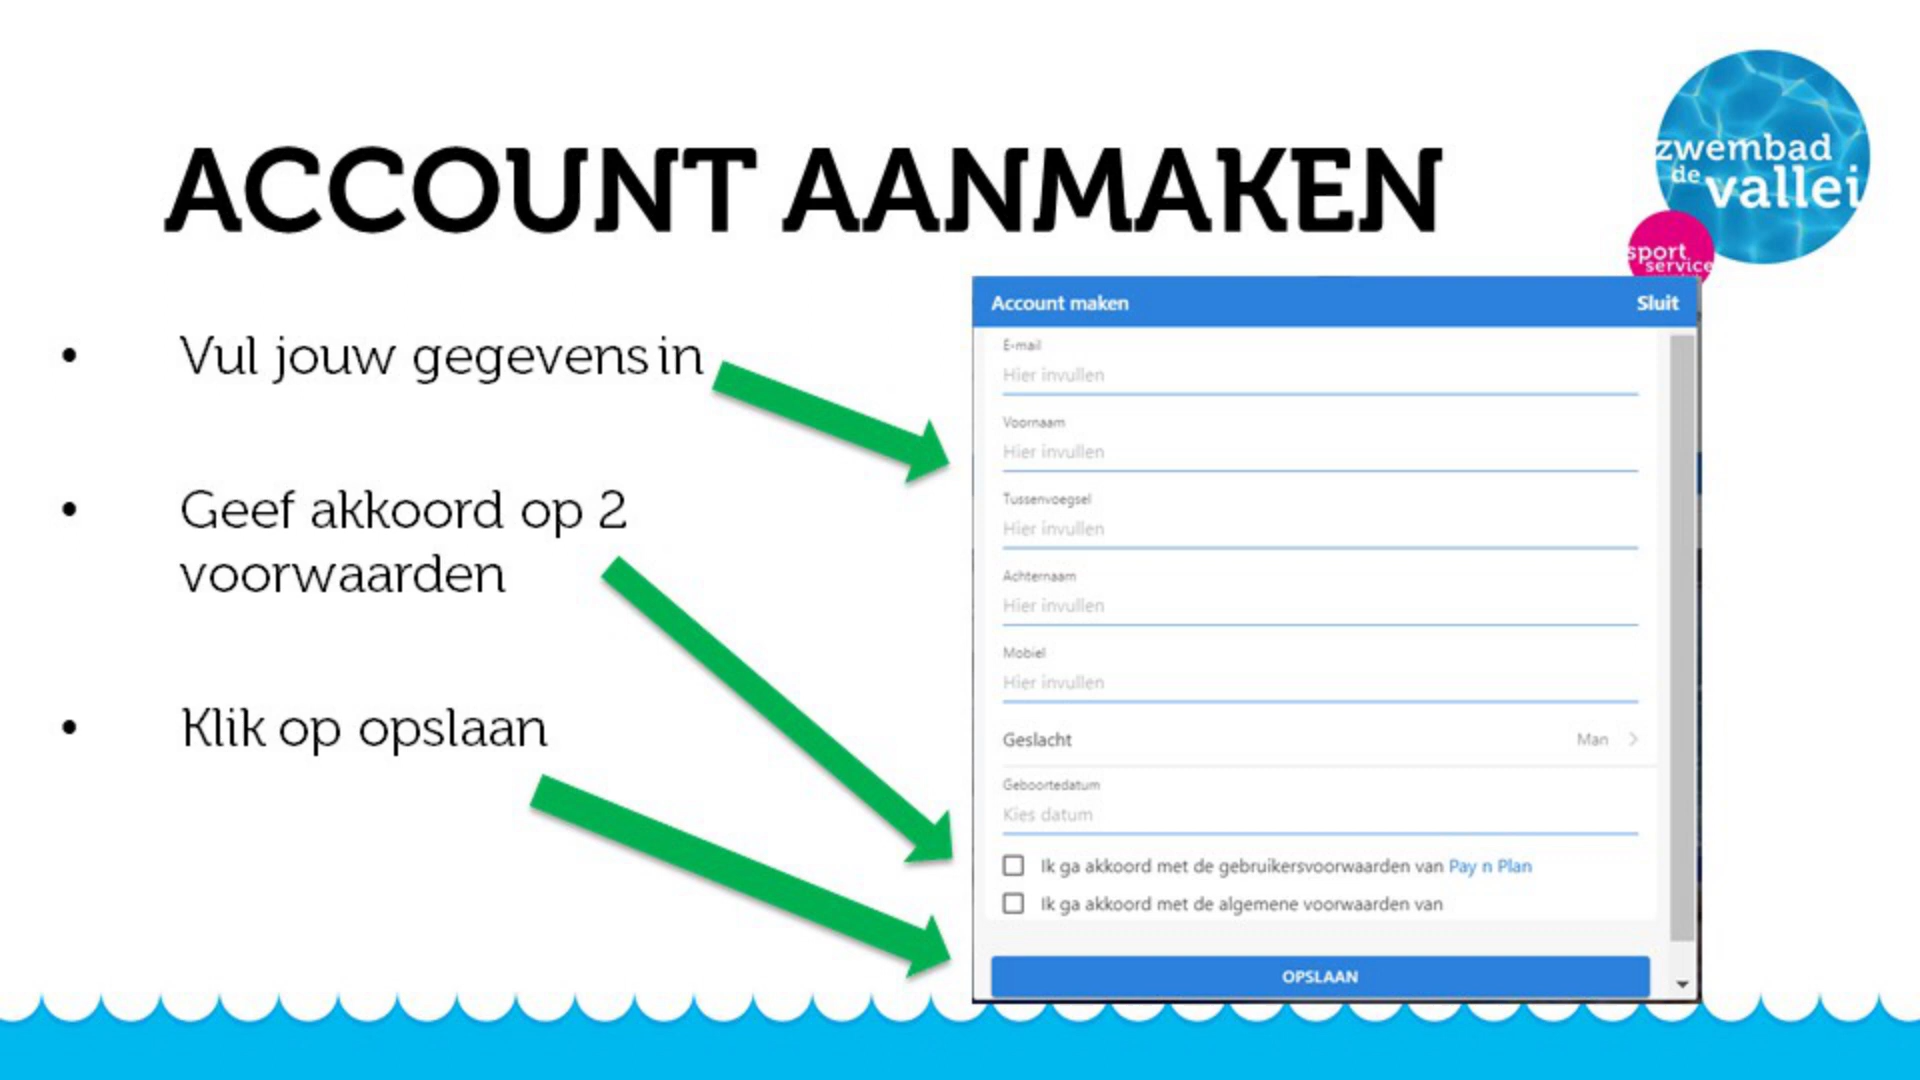 zwembad
de vallei
sport
service
ACCOUNT AANMAKEN
• Vul jouw gegevens in
• Geef akkoord op 2
voorwaarden
• Klik op opslaan
Account maken Sluit
E-mail
Hier invullen
Voornaam
Hier invullen
Tussenvoegsel
Hier invullen
Achternaam
Hier invullen
Mobiel
Hier invullen
Geslacht Man
Geboortedatum
Kies datum
Ik ga akkoord met de gebruikersvoorwaarden van Pay n Plan
Ik ga akkoord met de algemene voorwaarden van
OPSLAAN